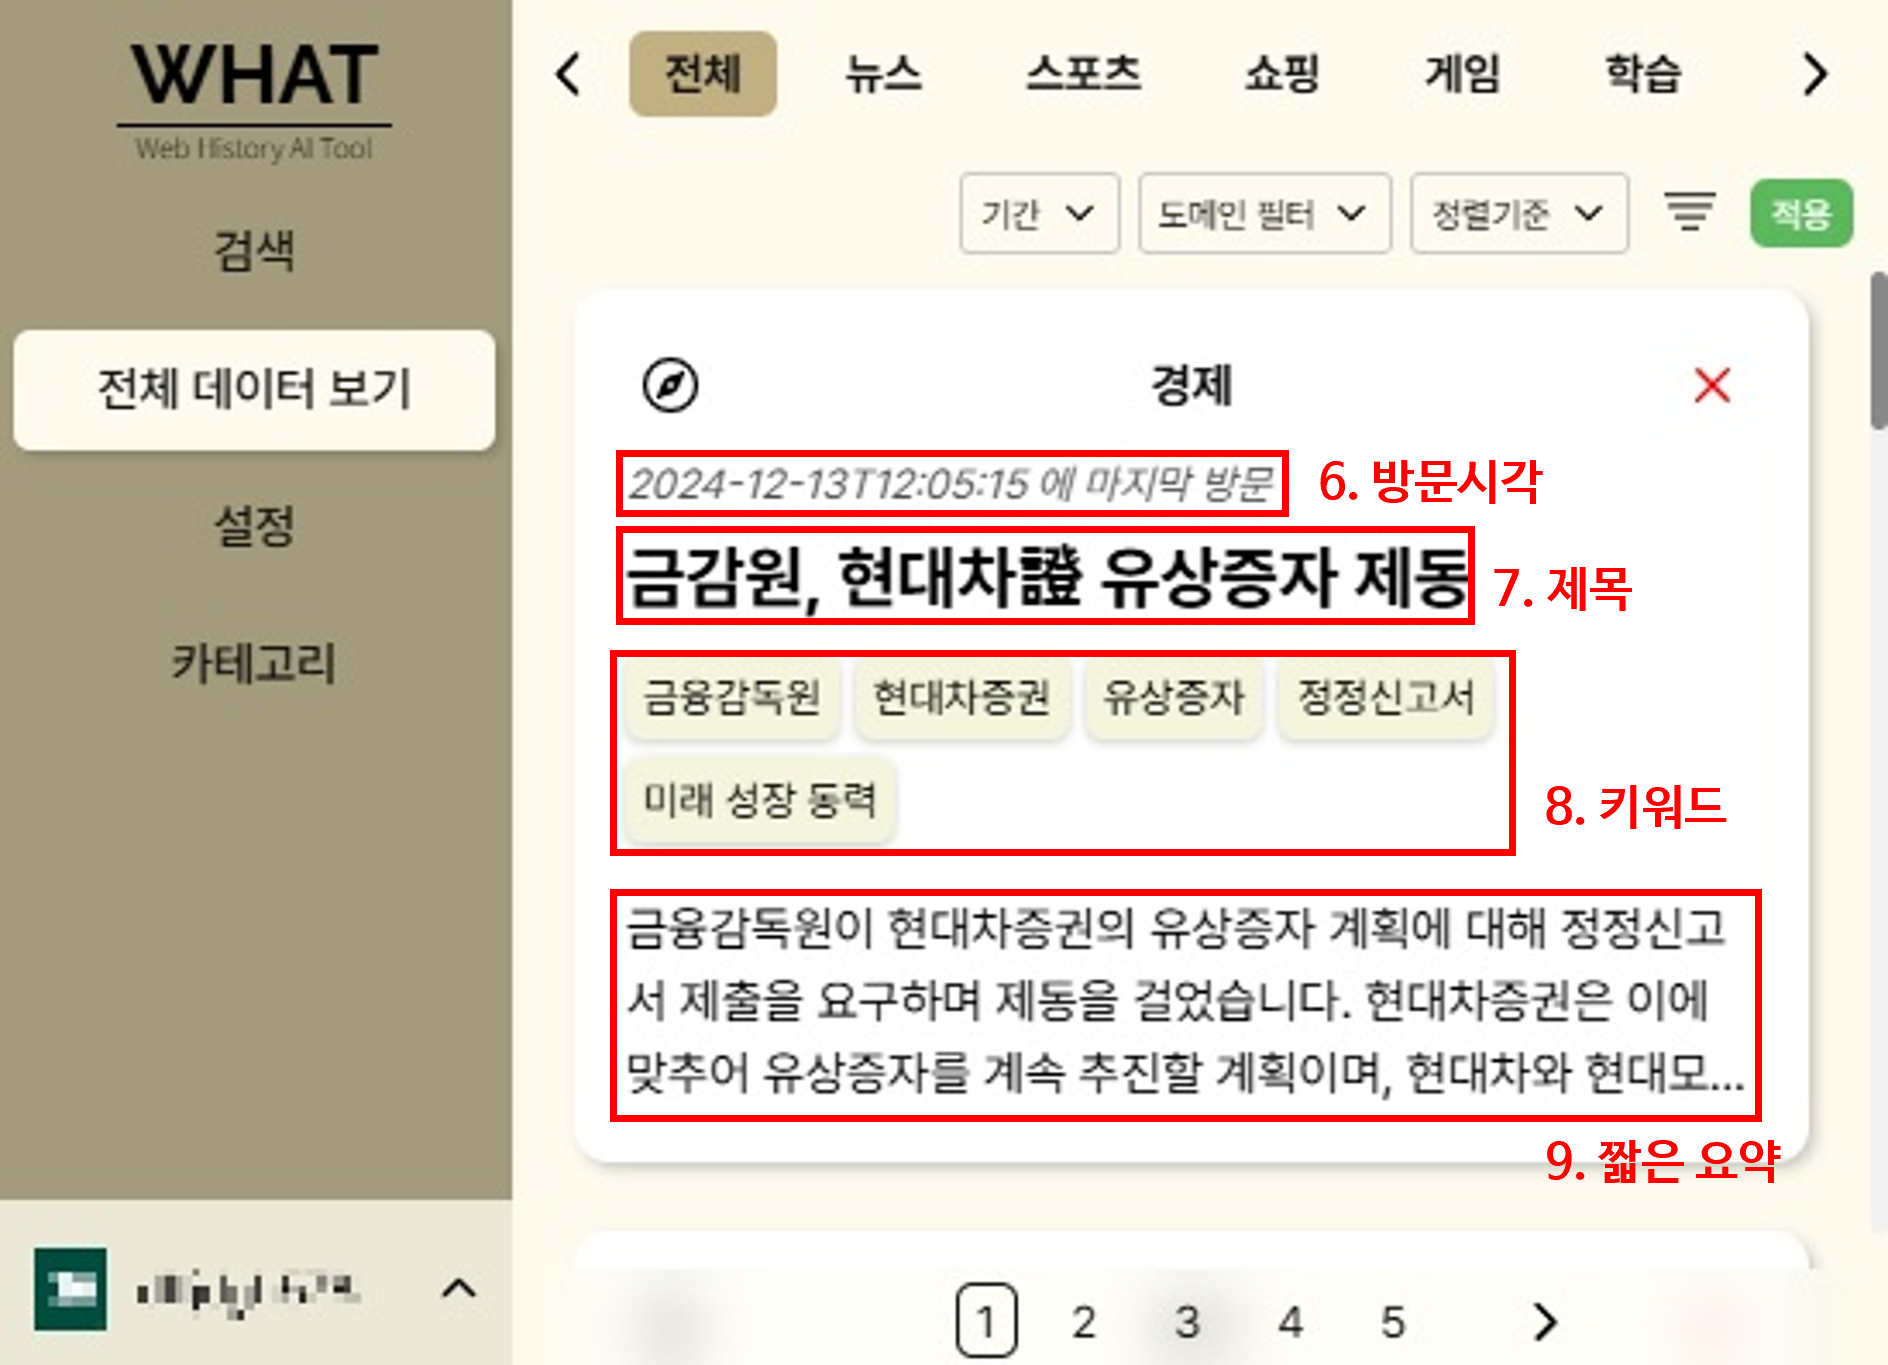 WHAT
Web History AI Tool
검색
전체 데이터 보기
설정
카테고리
전체 뉴스 스포츠 쇼핑 게임 학습
기간 도메인 필터 정렬기준 적용
경제
2024-12-13T12:05:15 에 마지막 방문
6. 방문시각
금감원, 현대차證 유상증자 제동
7. 제목
금융감독원 현대차증권 유상증자 정정신고서
미래 성장 동력
8. 키워드
금융감독원이 현대차증권의 유상증자 계획에 대해 정정신고
서 제출을 요구하며 제동을 걸었습니다. 현대차증권은 이에
맞추어 유상증자를 계속 추진할 계획이며, 현대차와 현대모...
9. 짧은 요약
1 2 3 4 5